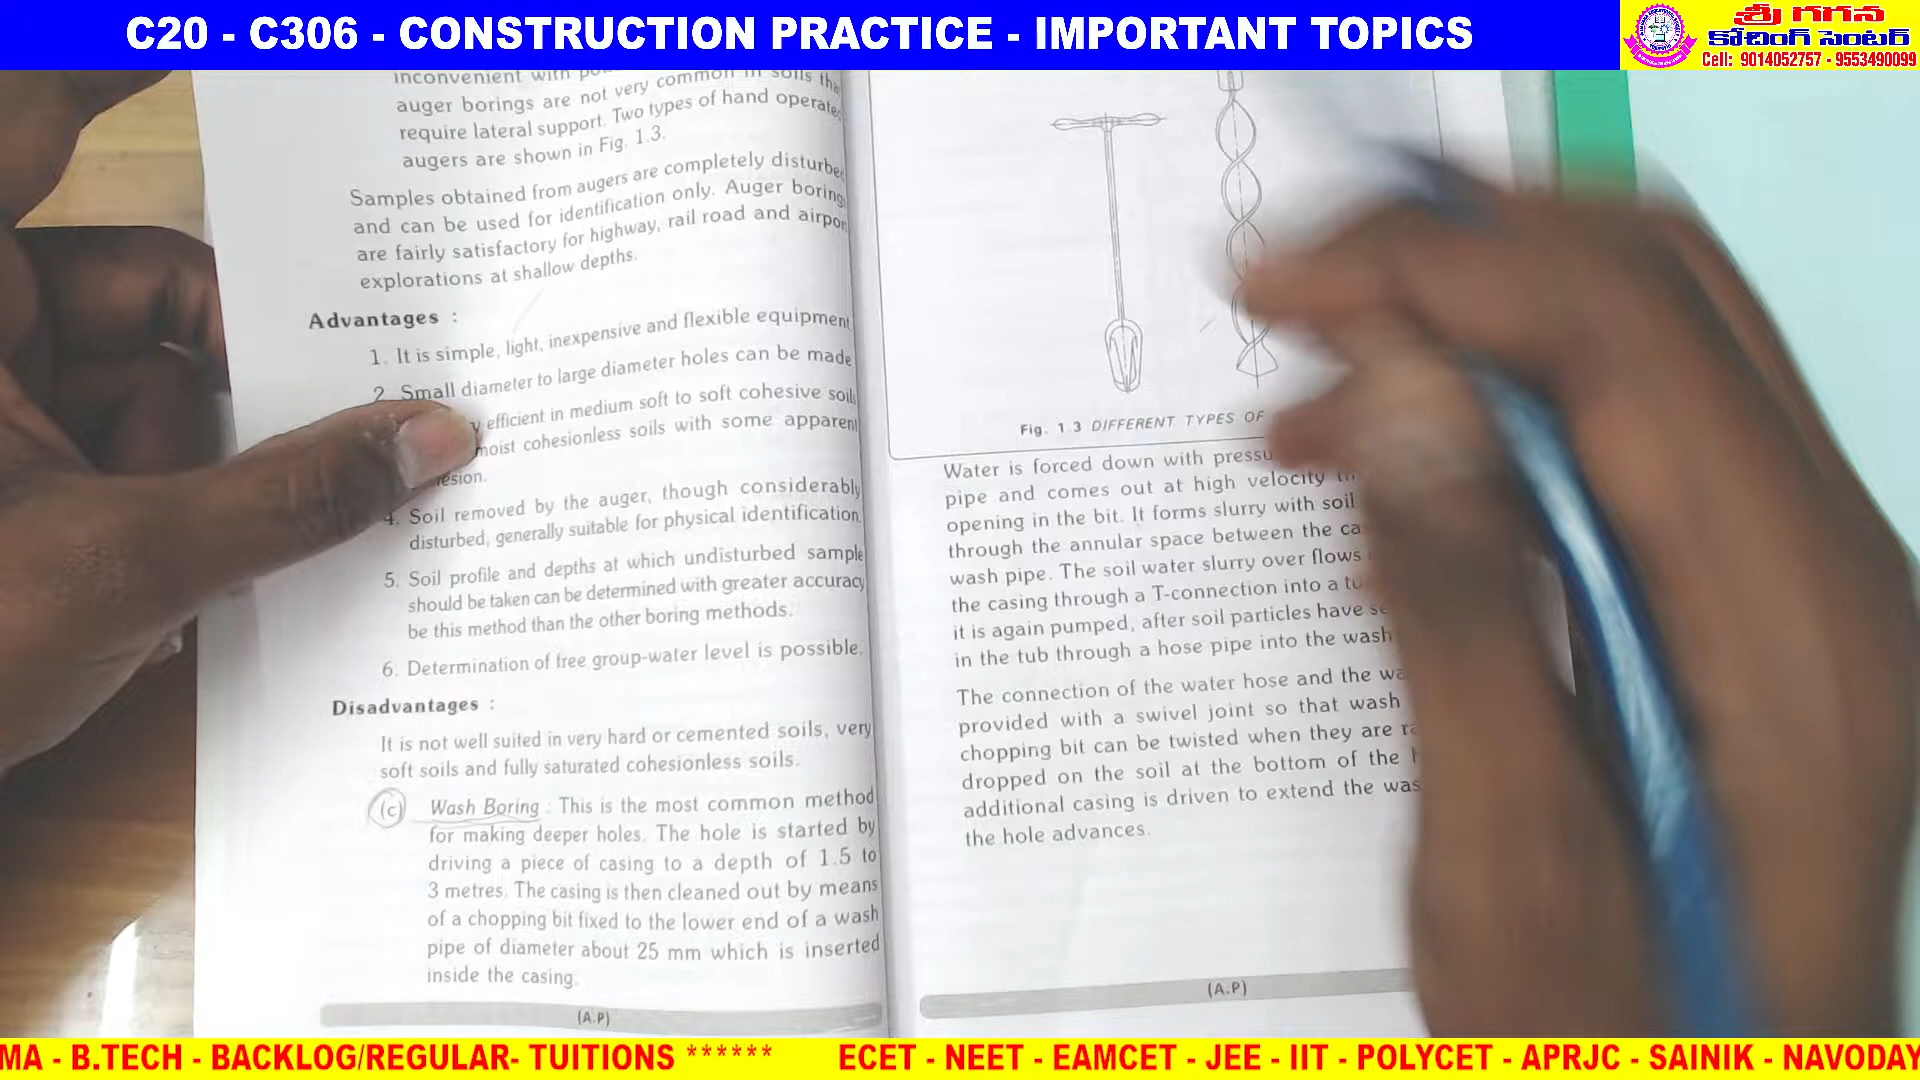 C20 - C306 - CONSTRUCTION PRACTICE - IMPORTANT TOPICS
శ్రీ గగన
కోచింగ్ సెంటర్
Cell: 9014052757 - 9553490099
inconvenient with
auger borings are not very common in soils tha
require lateral support. Two types of hand operate
augers are shown in Fig. 1.3.
Samples obtained from augers are completely disturbe
and can be used for identification only. Auger boring
are fairly satisfactory for highway, rail road and airpor
explorations at shallow depths.
Advantages :
1. It is simple, light, inexpensive and flexible equipment
2. Small diameter to large diameter holes can be made
efficient in medium soft to soft cohesive soil
moist cohesionless soils with some apparent
esion.
4. Soil removed by the auger, though considerably
disturbed, generally suitable for physical identification.
5. Soil profile and depths at which undisturbed sample
should be taken can be determined with greater accuracy
be this method than the other boring methods.
6. Determination of free group-water level is possible.
Disadvantages :
It is not well suited in very hard or cemented soils, very
soft soils and fully saturated cohesionless soils.
(c) Wash Boring : This is the most common method
for making deeper holes. The hole is started by
driving a piece of casing to a depth of 1.5 to
3 metres. The casing is then cleaned out by means
of a chopping bit fixed to the lower end of a wash
pipe of diameter about 25 mm which is inserted
inside the casing.
(A.P)
Fig. 1.3 DIFFERENT TYPES OF
Water is forced down with pressu
pipe and comes out at high velocity
opening in the bit. It forms slurry with soil
through the annular space between the ca
wash pipe. The soil water slurry over flows
the casing through a T-connection into a tu
it is again pumped, after soil particles have se
in the tub through a hose pipe into the wash
The connection of the water hose and the wa
provided with a swivel joint so that wash
chopping bit can be twisted when they are ra
dropped on the soil at the bottom of the
additional casing is driven to extend the was
the hole advances.
(A.P)
MA - B.TECH - BACKLOG/REGULAR- TUITIONS ****** ECET - NEET - EAMCET - JEE - IIT - POLYCET - APRJC - SAINIK - NAVODAY